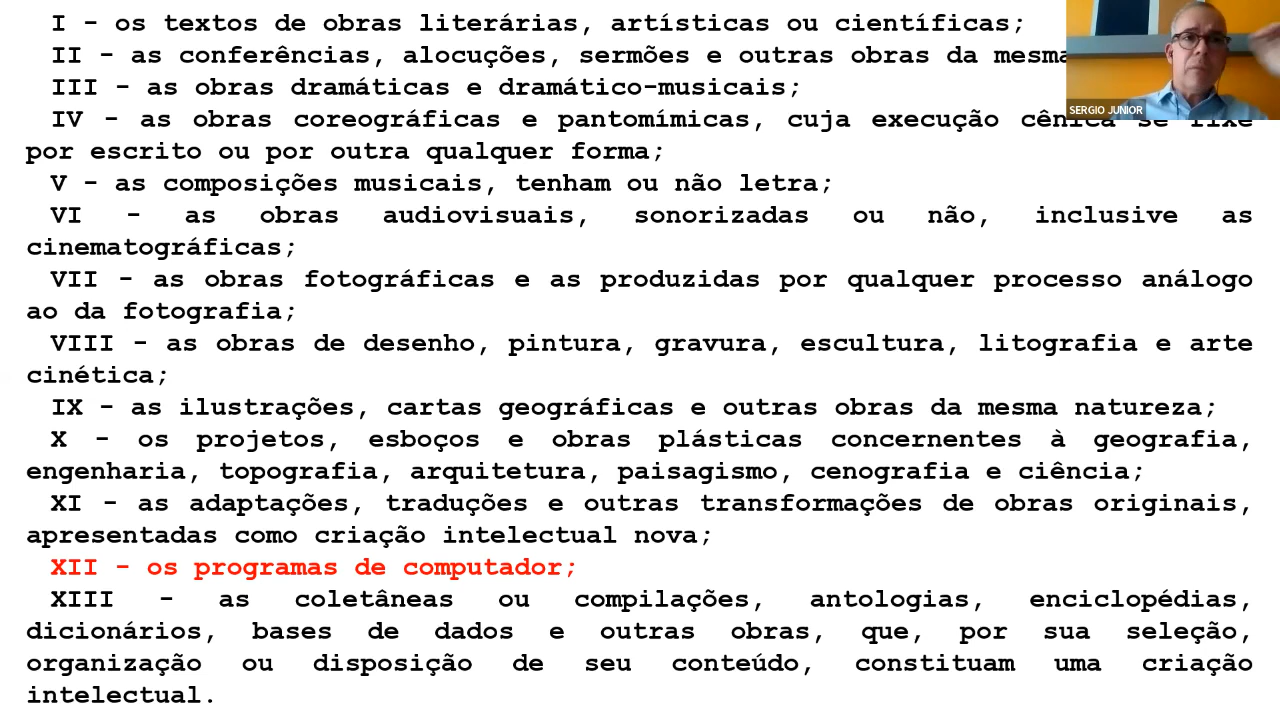 I - os textos de obras literárias, artísticas ou científicas;
II - as conferências, alocuções, sermões e outras obras da mesma
III - as obras dramáticas e dramático-musicais;
IV - as obras coreográficas e pantomímicas, cuja execução cênica se fixe
por escrito ou por outra qualquer forma;
V - as composições musicais, tenham ou não letra;
VI - as obras audiovisuais, sonorizadas ou não, inclusive as
cinematográficas;
VII - as obras fotográficas e as produzidas por qualquer processo análogo
ao da fotografia;
VIII - as obras de desenho, pintura, gravura, escultura, litografia e arte
cinética;
IX - as ilustrações, cartas geográficas e outras obras da mesma natureza;
X - os projetos, esboços e obras plásticas concernentes à geografia,
engenharia, topografia, arquitetura, paisagismo, cenografia e ciência;
XI - as adaptações, traduções e outras transformações de obras originais,
apresentadas como criação intelectual nova;
XII - os programas de computador;
XIII - as coletâneas ou compilações, antologias, enciclopédias,
dicionários, bases de dados e outras obras, que, por sua seleção,
organização ou disposição de seu conteúdo, constituam uma criação
intelectual.
SERGIO JUNIOR